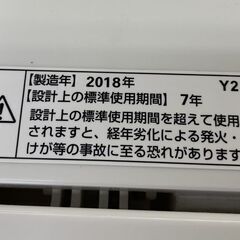 【製造年】2018年 Y2
【設計上の標準使用期間】7年
設計上の標準使用期間を超えて使用
されますと、経年劣化による発火・
けが等の事故に至る恐れがあります